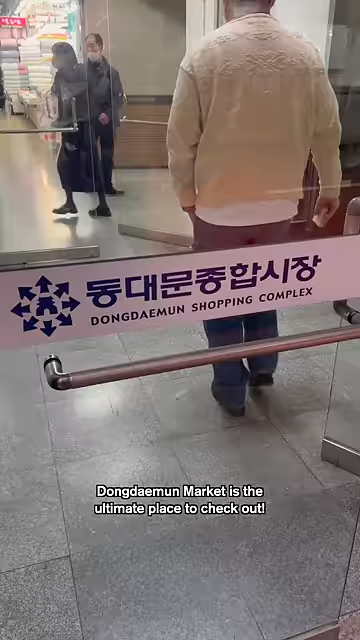 동대문종합시장
DONGDAEMUN SHOPPING COMPLEX
Dongdaemun Market is the
ultimate place to check out!